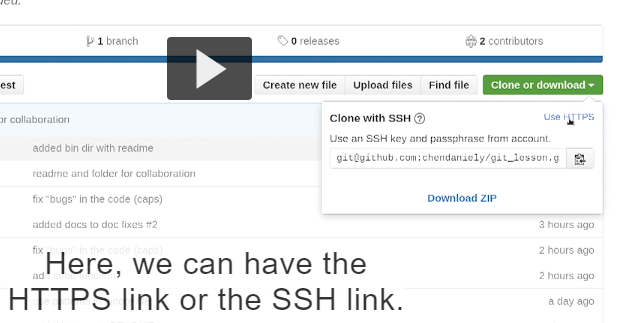 1 branch 0 releases 2 contributors
Create new file Upload files Find file Clone or download
or collaboration
Clone with SSH ? Use HTTPS
added bin dir with readme
Use an SSH key and passphrase from account.
git@github.com:chendaniely/git_lesson.g
readme and folder for collaboration
fix "bugs" in the code (caps)
Download ZIP
added docs to doc fixes #2 3 hours ago
fix "bugs" in the code (caps) 2 hours ago
2 hours ago
a day ago
Here, we can have the
HTTPS link or the SSH link.